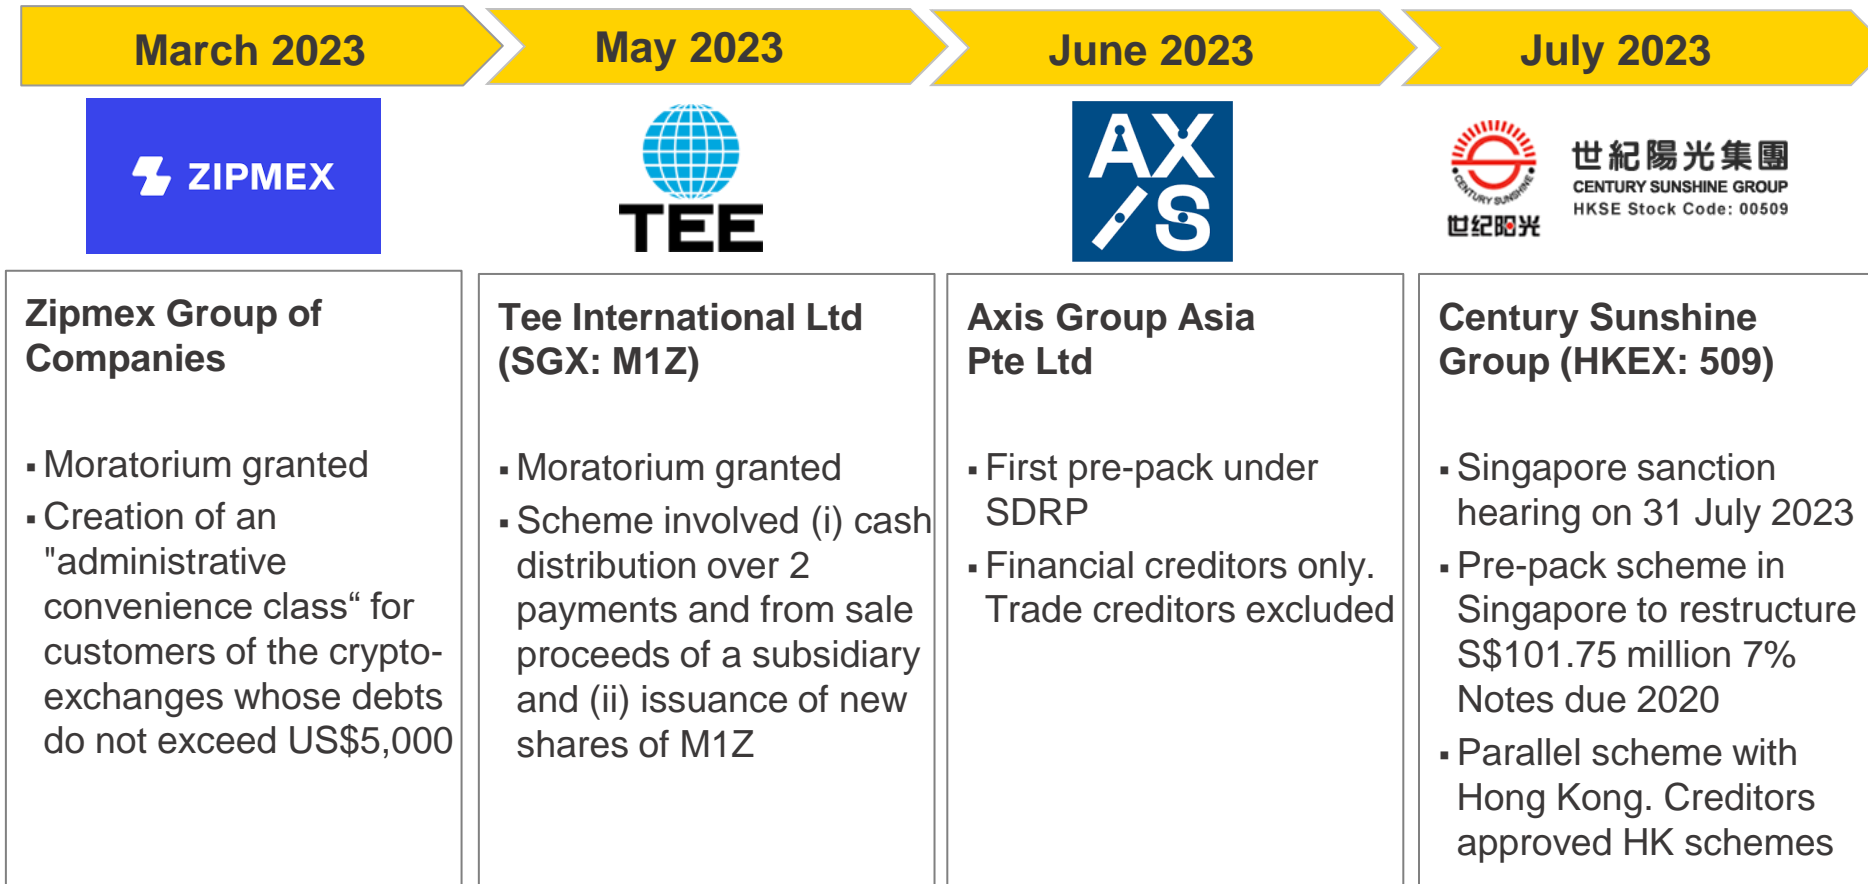 March 2023
May 2023
June 2023
July 2023
ZIPMEX
TEE
AX/S
CENTURY SUNSHINE
世纪阳光
世紀陽光集團
CENTURY SUNSHINE GROUP
HKSE Stock Code: 00509
Zipmex Group of
Companies
▪ Moratorium granted
▪ Creation of an
"administrative
convenience class“ for
customers of the crypto-
exchanges whose debts
do not exceed US$5,000
Tee International Ltd
(SGX: M1Z)
▪ Moratorium granted
▪ Scheme involved (i) cash
distribution over 2
payments and from sale
proceeds of a subsidiary
and (ii) issuance of new
shares of M1Z
Axis Group Asia
Pte Ltd
▪ First pre-pack under
SDRP
▪ Financial creditors only.
Trade creditors excluded
Century Sunshine
Group (HKEX: 509)
▪ Singapore sanction
hearing on 31 July 2023
▪ Pre-pack scheme in
Singapore to restructure
S$101.75 million 7%
Notes due 2020
▪ Parallel scheme with
Hong Kong. Creditors
approved HK schemes